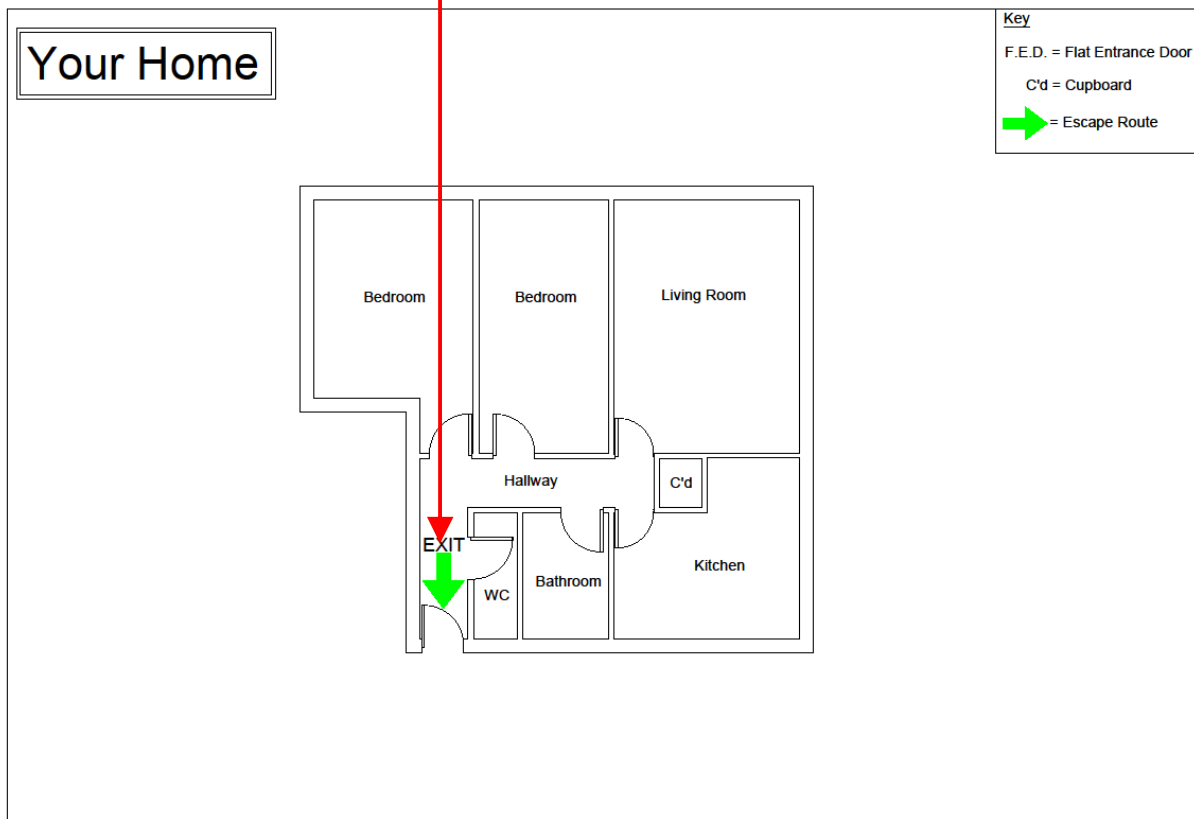 Your Home
Key
F.E.D. = Flat Entrance Door
C'd = Cupboard
= Escape Route
Bedroom
Bedroom
Living Room
Hallway
C'd
EXIT
Kitchen
Bathroom
WC